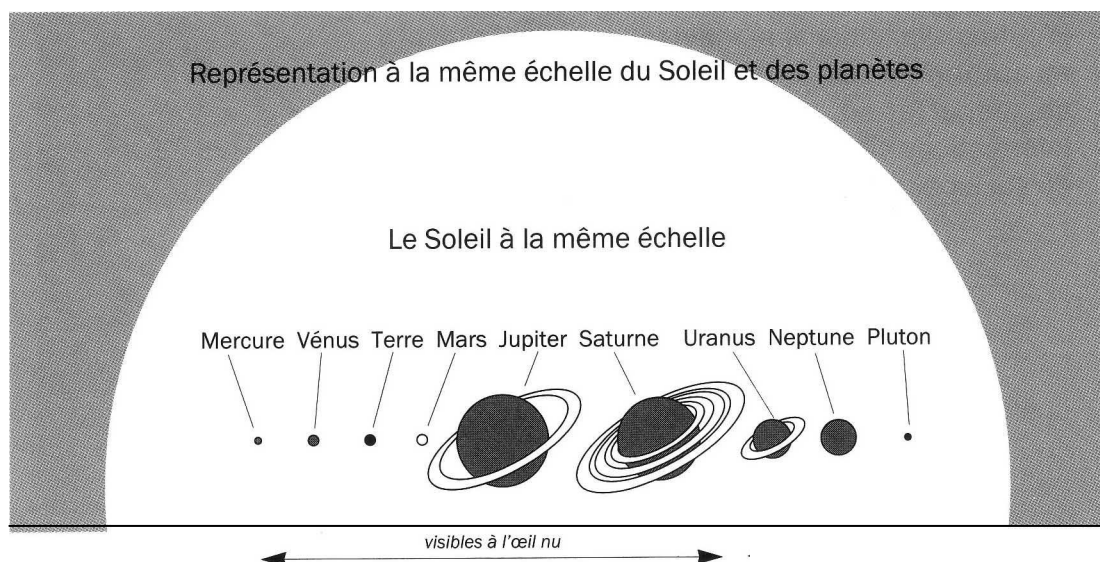 Représentation à la même échelle du Soleil et des planètes
Le Soleil à la même échelle
Mercure Vénus Terre Mars Jupiter Saturne Uranus Neptune Pluton
visibles à l'œil nu